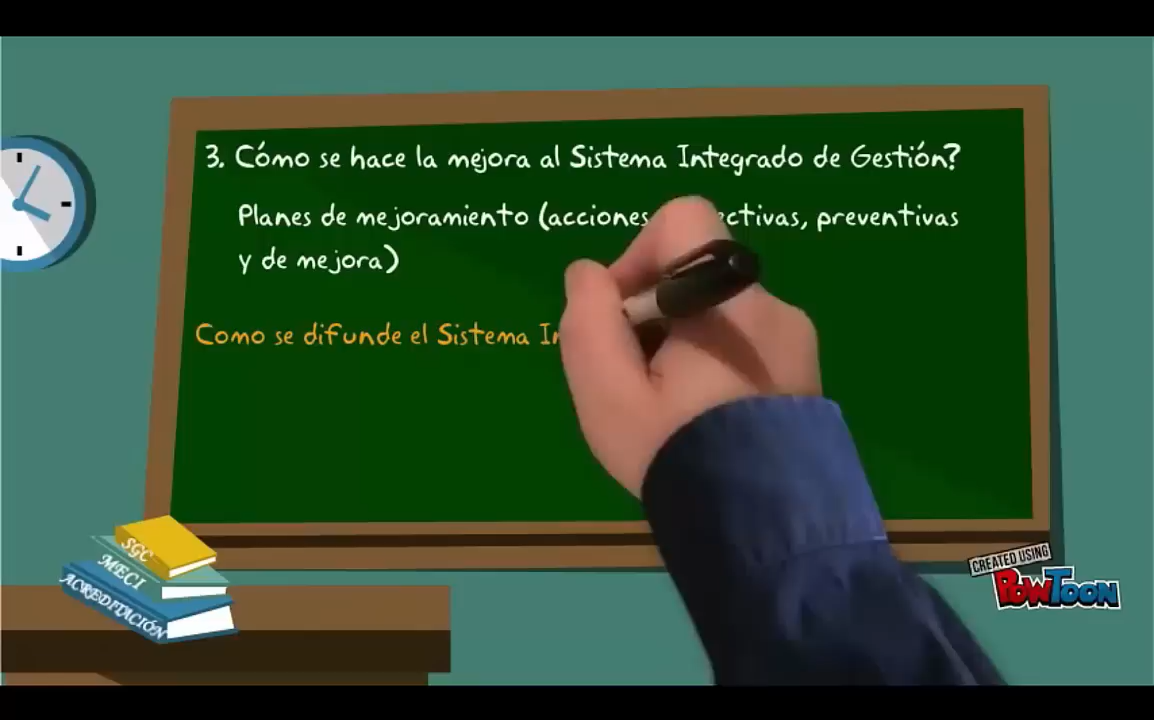 3. Cómo se hace la mejora al Sistema Integrado de Gestión?
Planes de mejoramiento (acciones ctivas, preventivas
y de mejora)
Como se difunde el Sistema
SGC
MECI
ACREDITACIÓN
CREATED USING
POWTOON